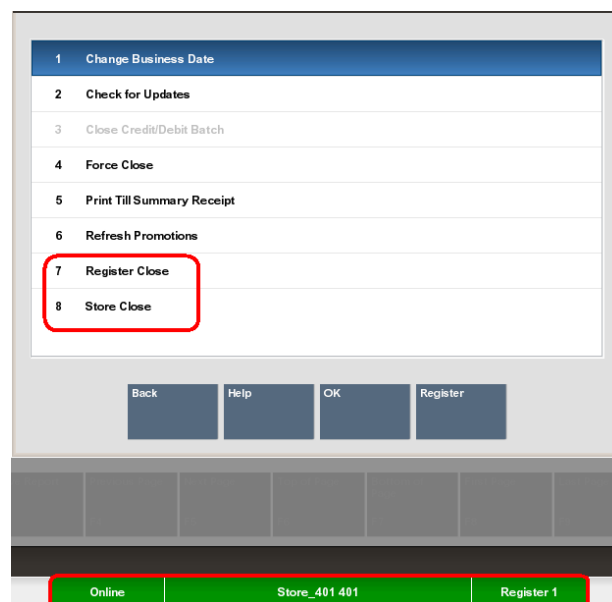 1 Change Business Date
2 Check for Updates
3 Close Credit/Debit Batch
4 Force Close
5 Print Till Summary Receipt
6 Refresh Promotions
7 Register Close
8 Store Close
Back Help OK Register
Online Store_401 401 Register 1